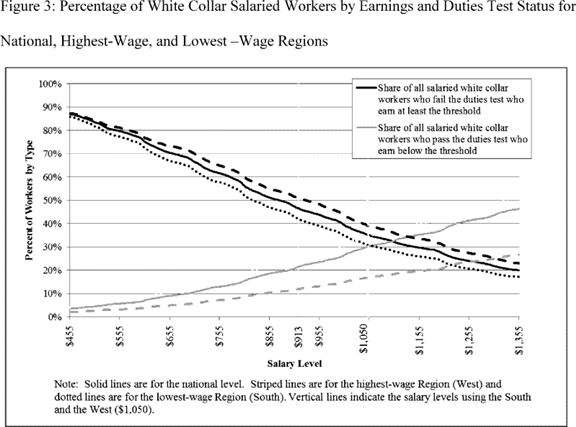 Figure 3: Percentage of White Collar Salaried Workers by Earnings and Duties Test Status for
National, Highest-Wage, and Lowest –Wage Regions
100%
90%
80%
70%
60%
50%
40%
30%
20%
10%
0%
Percent of Workers by Type
Share of all salaried white collar
workers who fail the duties test who
earn at least the threshold
Share of all salaried white collar
workers who pass the duties test who
earn below the threshold
$455
$555
$655
$755
$855
$913
$955
$1,050
$1,155
$1,255
$1,355
Salary Level
Note: Solid lines are for the national level. Striped lines are for the highest-wage Region (West) and
dotted lines are for the lowest-wage Region (South). Vertical lines indicate the salary levels using the South
and the West ($1,050).